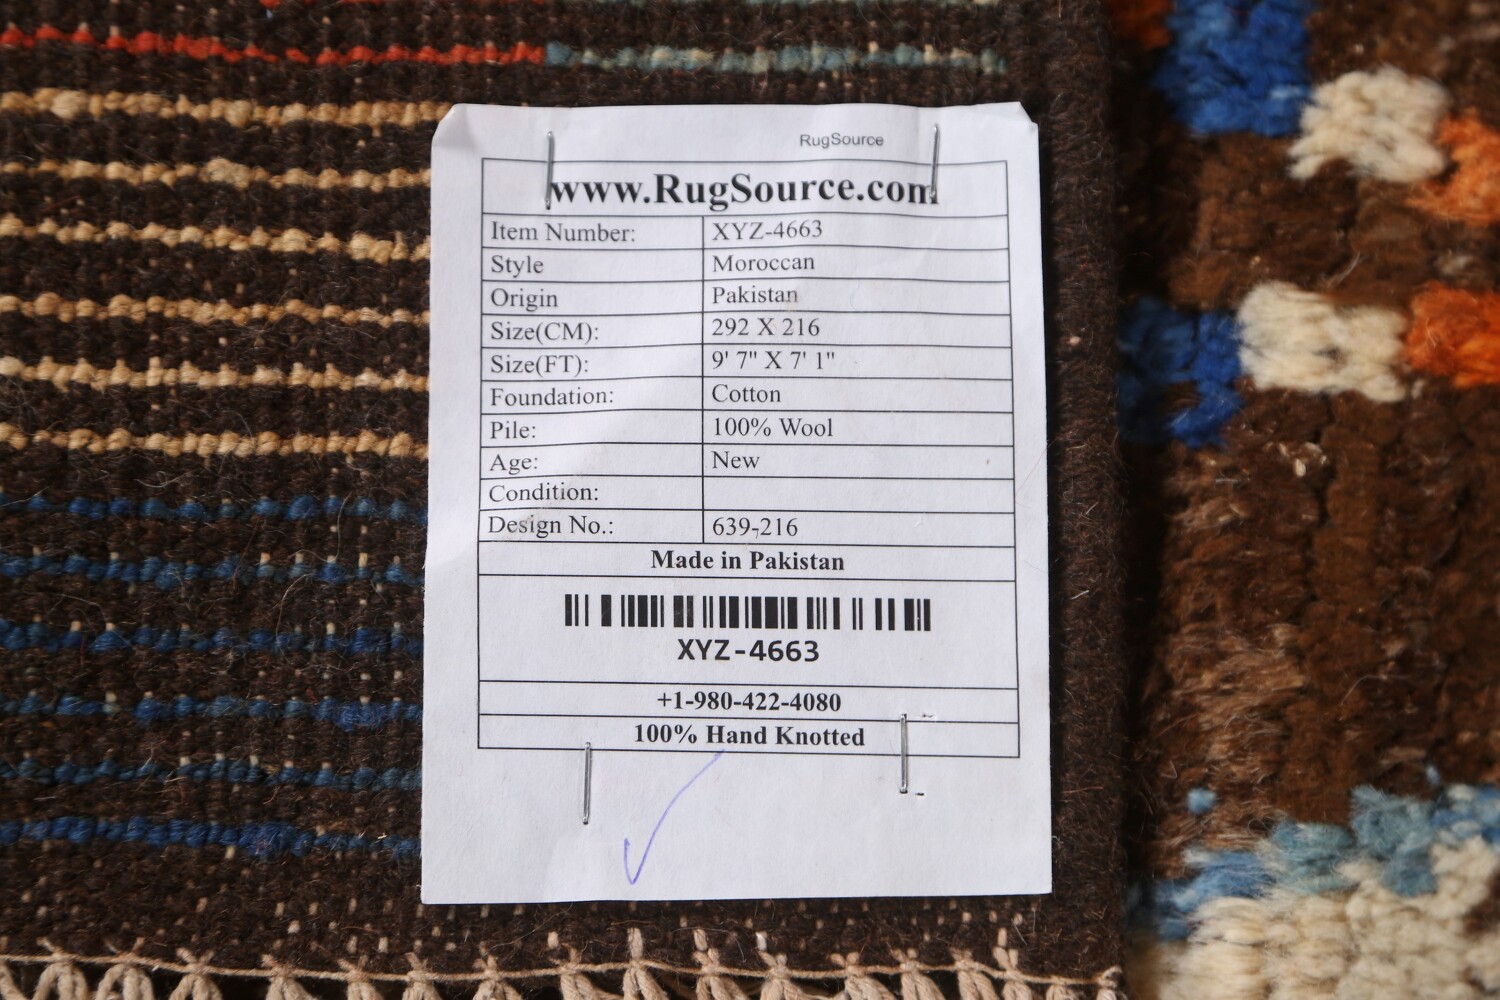 RugSource
www.RugSource.com
Item Number: XYZ-4663
Style Moroccan
Origin Pakistan
Size(CM): 292 X 216
Size(FT): 9' 7" X 7' 1"
Foundation: Cotton
Pile: 100% Wool
Age: New
Condition:
Design No.: 639-216
Made in Pakistan
XYZ-4663
+1-980-422-4080
100% Hand Knotted